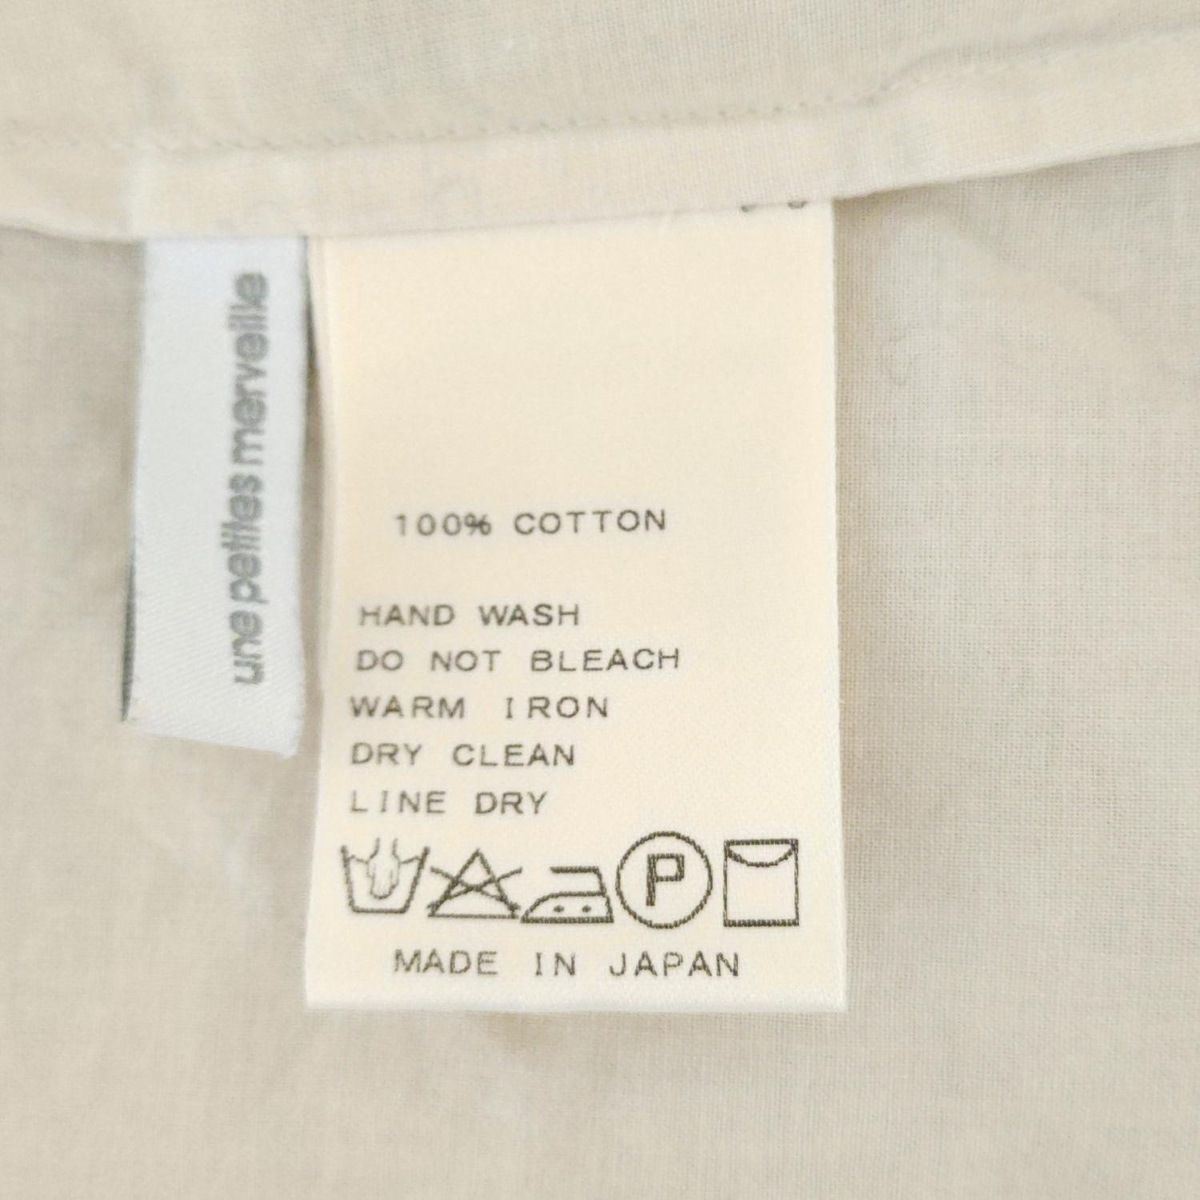 une petites merveille
100% COTTON
HAND WASH
DO NOT BLEACH
WARM IRON
DRY CLEAN
LINE DRY
P
MADE IN JAPAN